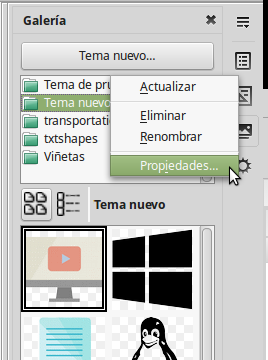 Galería
Tema nuevo...
Tema de pru
Tema nuevo
transportati
txtshapes
Viñetas
Actualizar
Eliminar
Renombrar
Propiedades...
Tema nuevo